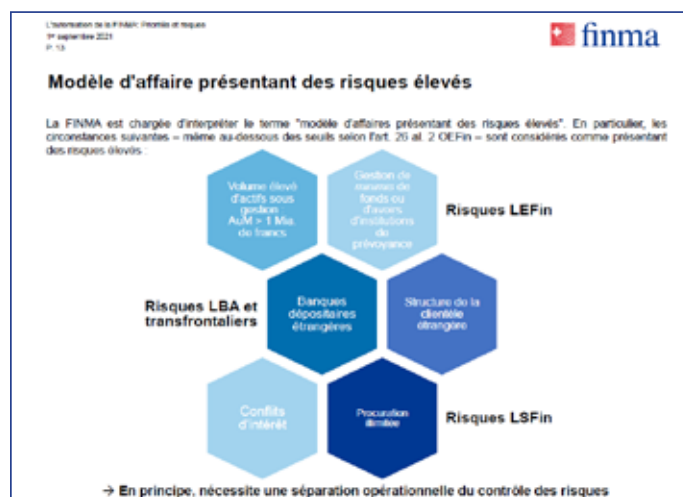 L'autorisation de la FINMA: Priorités et risques
1er septembre 2021
P. 13
finma
Modèle d'affaire présentant des risques élevés
La FINMA est chargée d'interpréter le terme "modèle d'affaires présentant des risques élevés". En particulier, les
circonstances suivantes – même au-dessous des seuils selon l'art. 26 al. 2 OEFin – sont considérés comme présentant
des risques élevés :
Volume élevé
d'actifs sous
gestion
AuM > 1 Mia.
de francs
Gestion de
minimis de
fonds ou
d'avoirs
d'institutions
de
prévoyance
Risques LEFin
Risques LBA et
transfrontaliers
Banques
dépositaires
étrangères
Structure de la
clientèle
étrangère
Conflits
d'intérêt
Procuration
illimitée
Risques LSFin
→ En principe, nécessite une séparation opérationnelle du contrôle des risques